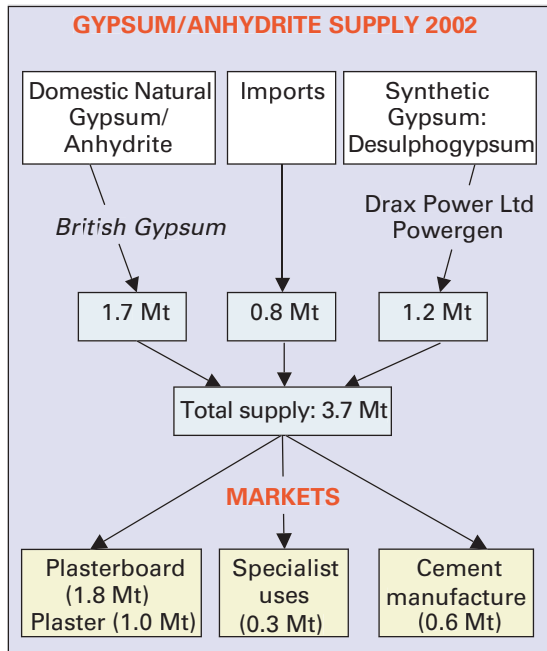 GYPSUM/ANHYDRITE SUPPLY 2002
Domestic Natural
Gypsum/
Anhydrite
Imports
Synthetic
Gypsum:
Desulphogypsum
British Gypsum
Drax Power Ltd
Powergen
1.7 Mt
0.8 Mt
1.2 Mt
Total supply: 3.7 Mt
MARKETS
Plasterboard
(1.8 Mt)
Plaster (1.0 Mt)
Specialist
uses
(0.3 Mt)
Cement
manufacture
(0.6 Mt)